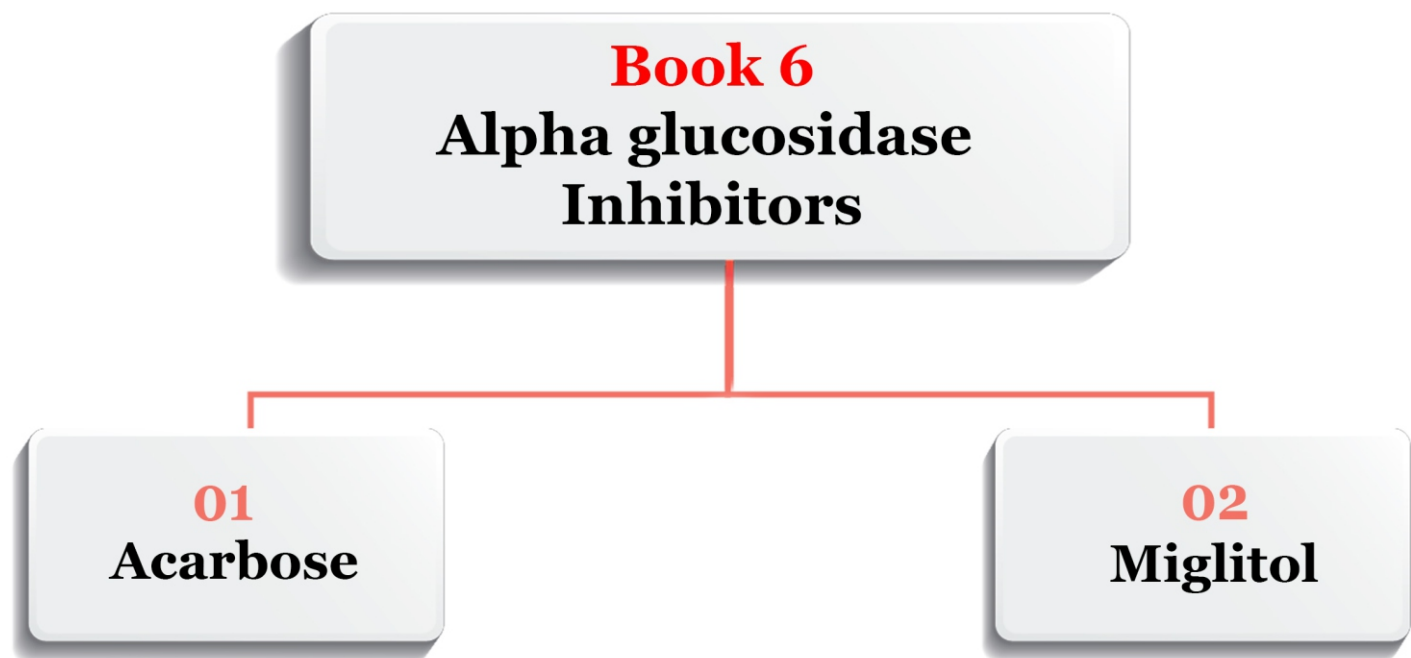 Book 6
Alpha glucosidase
Inhibitors
01
Acarbose
02
Miglitol